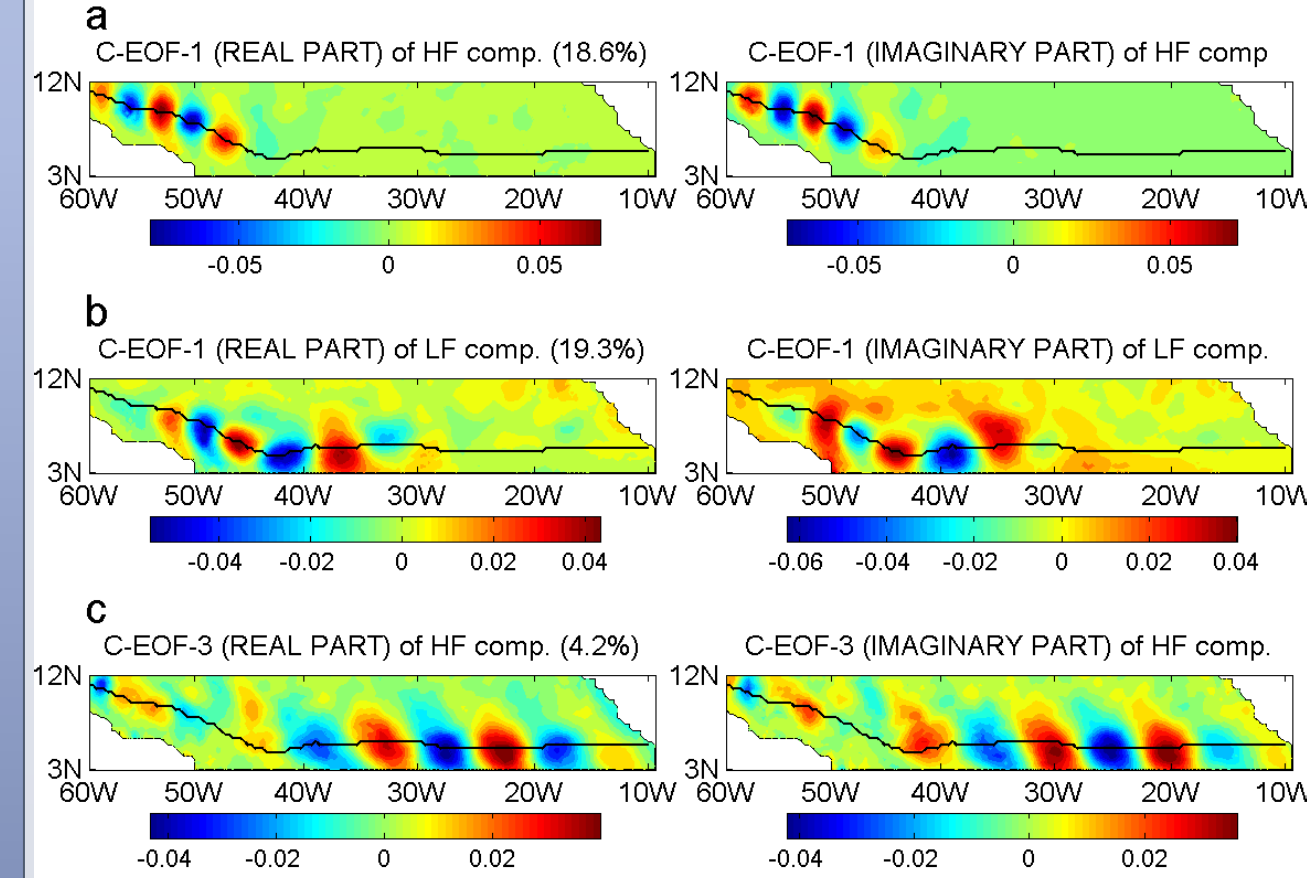 a
C-EOF-1 (REAL PART) of HF comp. (18.6%)
C-EOF-1 (IMAGINARY PART) of HF comp
12N
3N
60W 50W 40W 30W 20W 10W
12N
3N
60W 50W 40W 30W 20W 10W
-0.05 0 0.05
-0.05 0 0.05
b
C-EOF-1 (REAL PART) of LF comp. (19.3%)
C-EOF-1 (IMAGINARY PART) of LF comp.
12N
3N
60W 50W 40W 30W 20W 10W
12N
3N
60W 50W 40W 30W 20W 10W
-0.04 -0.02 0 0.02 0.04
-0.06 -0.04 -0.02 0 0.02 0.04
c
C-EOF-3 (REAL PART) of HF comp. (4.2%)
C-EOF-3 (IMAGINARY PART) of HF comp.
12N
3N
60W 50W 40W 30W 20W 10W
12N
3N
60W 50W 40W 30W 20W 10W
-0.04 -0.02 0 0.02
-0.04 -0.02 0 0.02